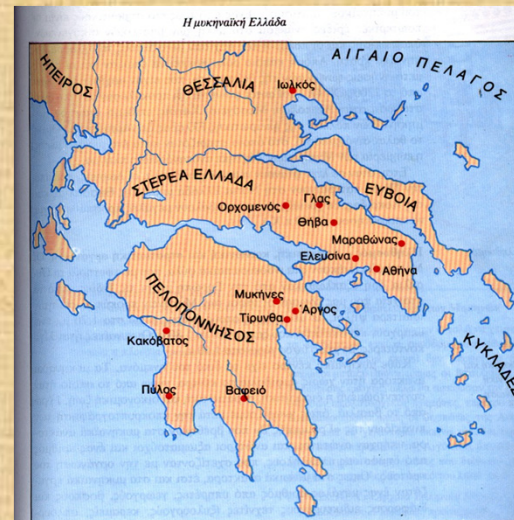 Η μυκηναϊκή Ελλάδα
ΑΙΓΑΙΟ ΠΕΛΑΓΟΣ
ΗΠΕΙΡΟΣ
ΘΕΣΣΑΛΙΑ
Ιωλκός
ΣΤΕΡΕΑ ΕΛΛΑΔΑ
ΕΥΒΟΙΑ
Ορχομενός
Γλας
Θήβα
Μαραθώνας
Ελευσίνα
Αθήνα
ΠΕΛΟΠΟΝΝΗΣΟΣ
Μυκήνες
Άργος
Τίρυνθα
Κακόβατος
ΚΥΚΛΑΔΕΣ
Πύλος
Βαφειό